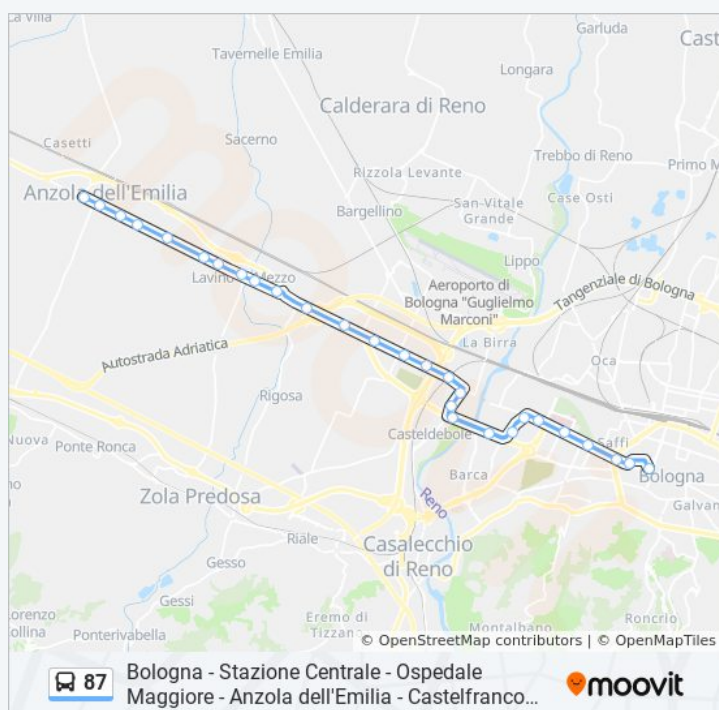 La Villa
Garluda
Tavernelle Emilia
Cast
Longara
Calderara di Reno
Casetti
Sacerno
Trebbo di Reno
Primo M
Rizzola Levante
Anzola dell'Emilia
San-Vitale
Grande
Case Osti
Bargellino
Lippo
Lavino di Mezzo
Aeroporto di
Bologna "Guglielmo
Marconi"
Tangenziale di Bologna
La Birra
Autostrada Adriatica
Oca
Rigosa
Casteldebole
Saffi
Nuova
Ponte Ronca
Barca
Bologna
Zola Predosa
Reno
Galvan
Riale
Casalecchio
di Reno
Gesso
Gessi
Lorenzo
Collina
Eremo di
Tizzano
Roncrio
Ponterivabella
Montalbano
© OpenStreetMap contributors | © OpenMapTiles
87
Bologna - Stazione Centrale - Ospedale
Maggiore - Anzola dell'Emilia - Castelfranco...
moovit